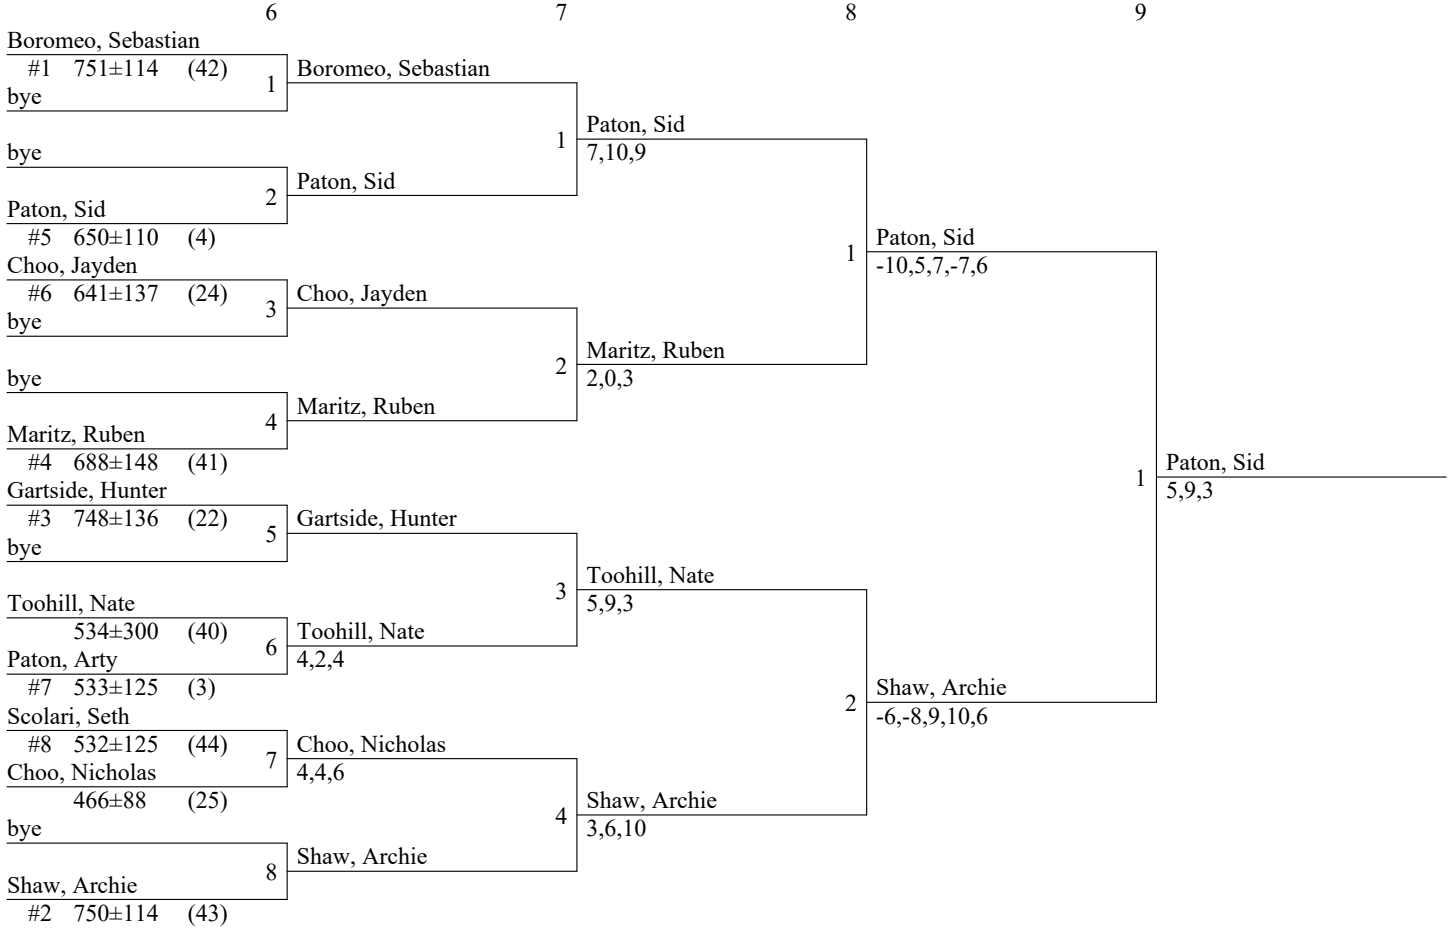 6 7 8 9
Boromeo, Sebastian
#1 751±114 (42)
1
Boromeo, Sebastian
bye
1
Paton, Sid
7,10,9
bye
2
Paton, Sid
Paton, Sid
#5 650±110 (4)
1
Paton, Sid
-10,5,7,-7,6
Choo, Jayden
#6 641±137 (24)
3
Choo, Jayden
bye
2
Maritz, Ruben
2,0,3
bye
4
Maritz, Ruben
Maritz, Ruben
#4 688±148 (41)
1
Paton, Sid
5,9,3
Gartside, Hunter
#3 748±136 (22)
5
Gartside, Hunter
bye
3
Toohill, Nate
5,9,3
Toohill, Nate
534±300 (40)
6
Toohill, Nate
4,2,4
Paton, Arty
#7 533±125 (3)
2
Shaw, Archie
-6,-8,9,10,6
Scolari, Seth
#8 532±125 (44)
7
Choo, Nicholas
4,4,6
Choo, Nicholas
466±88 (25)
4
Shaw, Archie
3,6,10
bye
8
Shaw, Archie
Shaw, Archie
#2 750±114 (43)